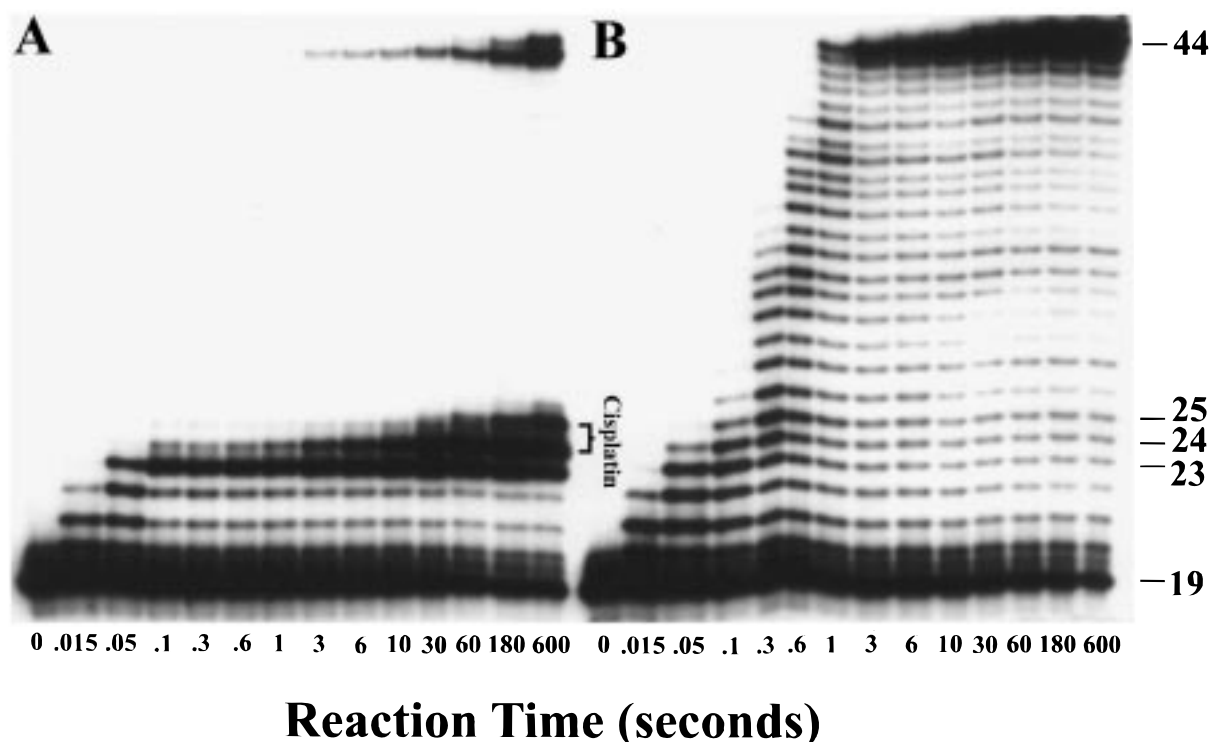 A
B
44
Cisplatin
25
24
23
19
0 .015 .05 .1 .3 .6 1 3 6 10 30 60 180 600 0 .015 .05 .1 .3 .6 1 3 6 10 30 60 180 600
Reaction Time (seconds)